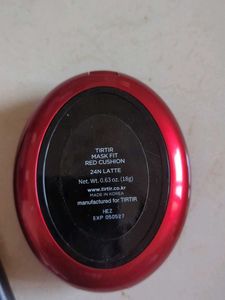 TIRTIR
MASK FIT
RED CUSHION
24N LATTE
Net. Wt. 0.63 oz. (18g)
www.tirtir.co.kr
MADE IN KOREA
manufactured for TIRTIR
HEZ
EXP 050527